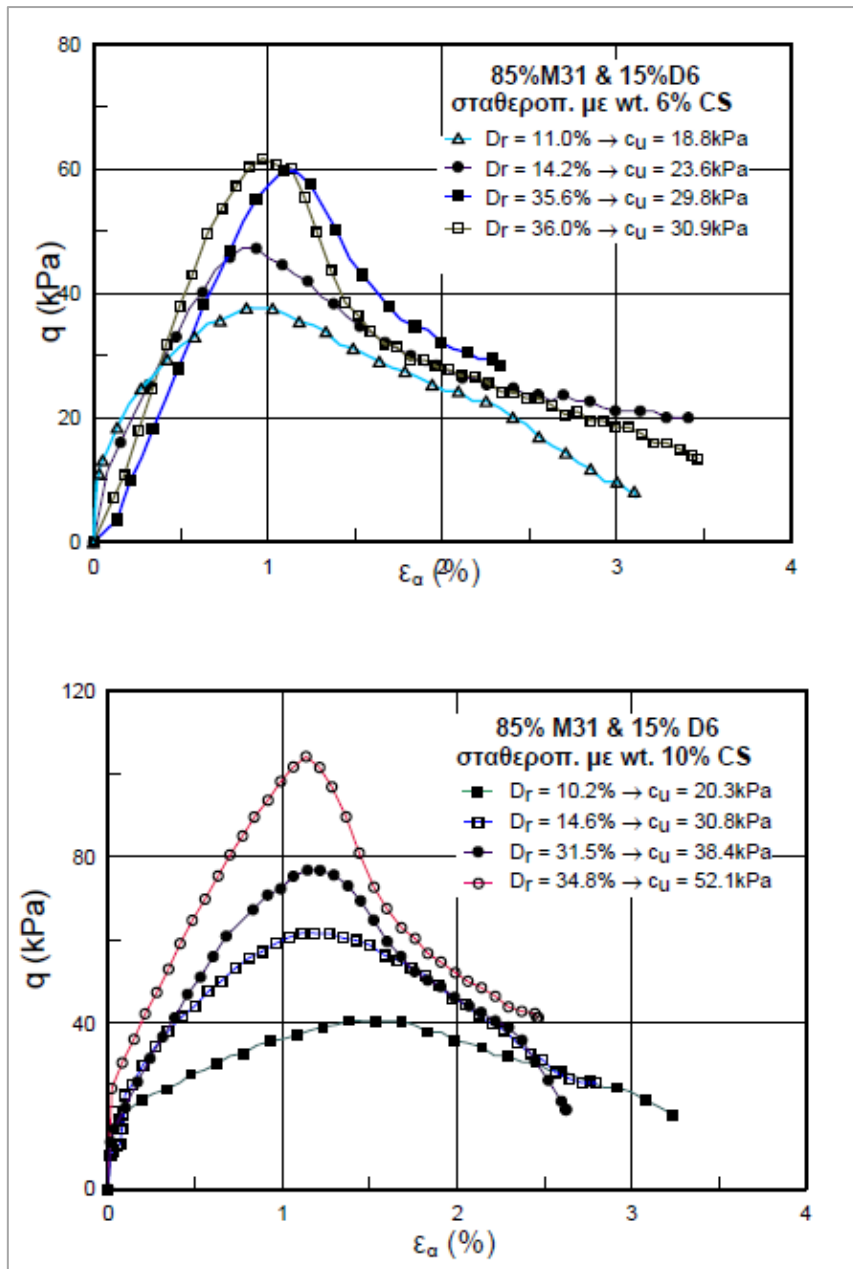 80
85%M31 & 15%D6
σταθεροπ. με wt. 6% CS
Dr = 11.0% → cu = 18.8kPa
Dr = 14.2% → cu = 23.6kPa
Dr = 35.6% → cu = 29.8kPa
Dr = 36.0% → cu = 30.9kPa
60
q (kPa)
40
20
0
0 1 2 3 4
εα (%)
120
85% M31 & 15% D6
σταθεροπ. με wt. 10% CS
Dr = 10.2% → cu = 20.3kPa
Dr = 14.6% → cu = 30.8kPa
Dr = 31.5% → cu = 38.4kPa
Dr = 34.8% → cu = 52.1kPa
80
q (kPa)
40
0
0 1 2 3 4
εα (%)